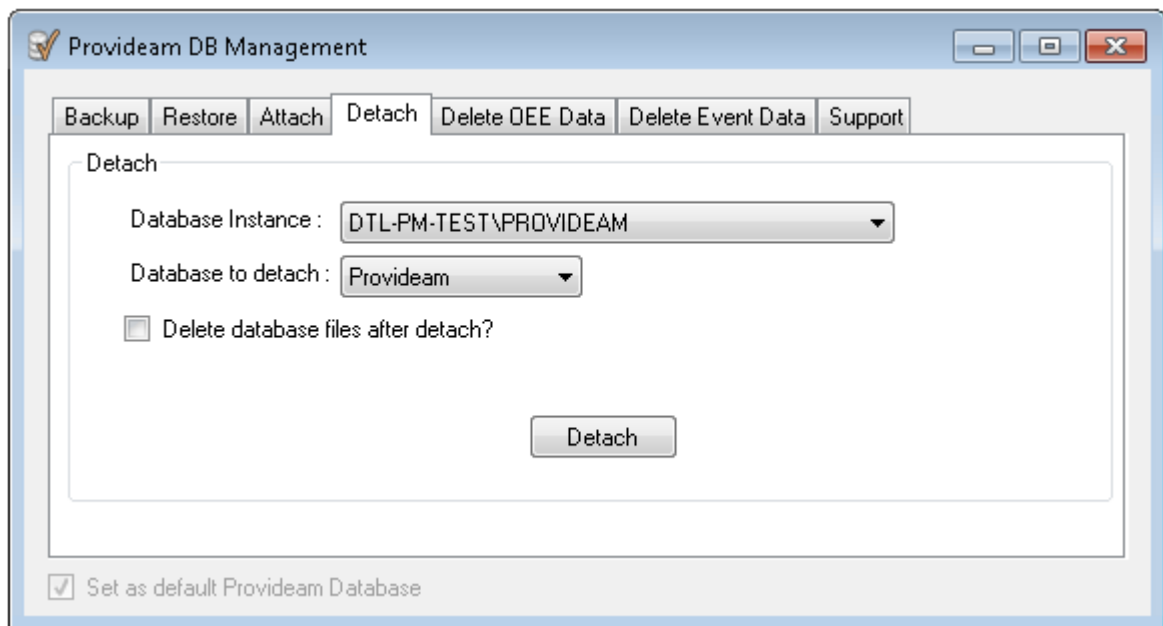 Provideam DB Management
Backup Restore Attach Detach Delete OEE Data Delete Event Data Support
Detach
Database Instance : DTL-PM-TEST\PROVIDEAM
Database to detach : Provideam
Delete database files after detach?
Detach
Set as default Provideam Database